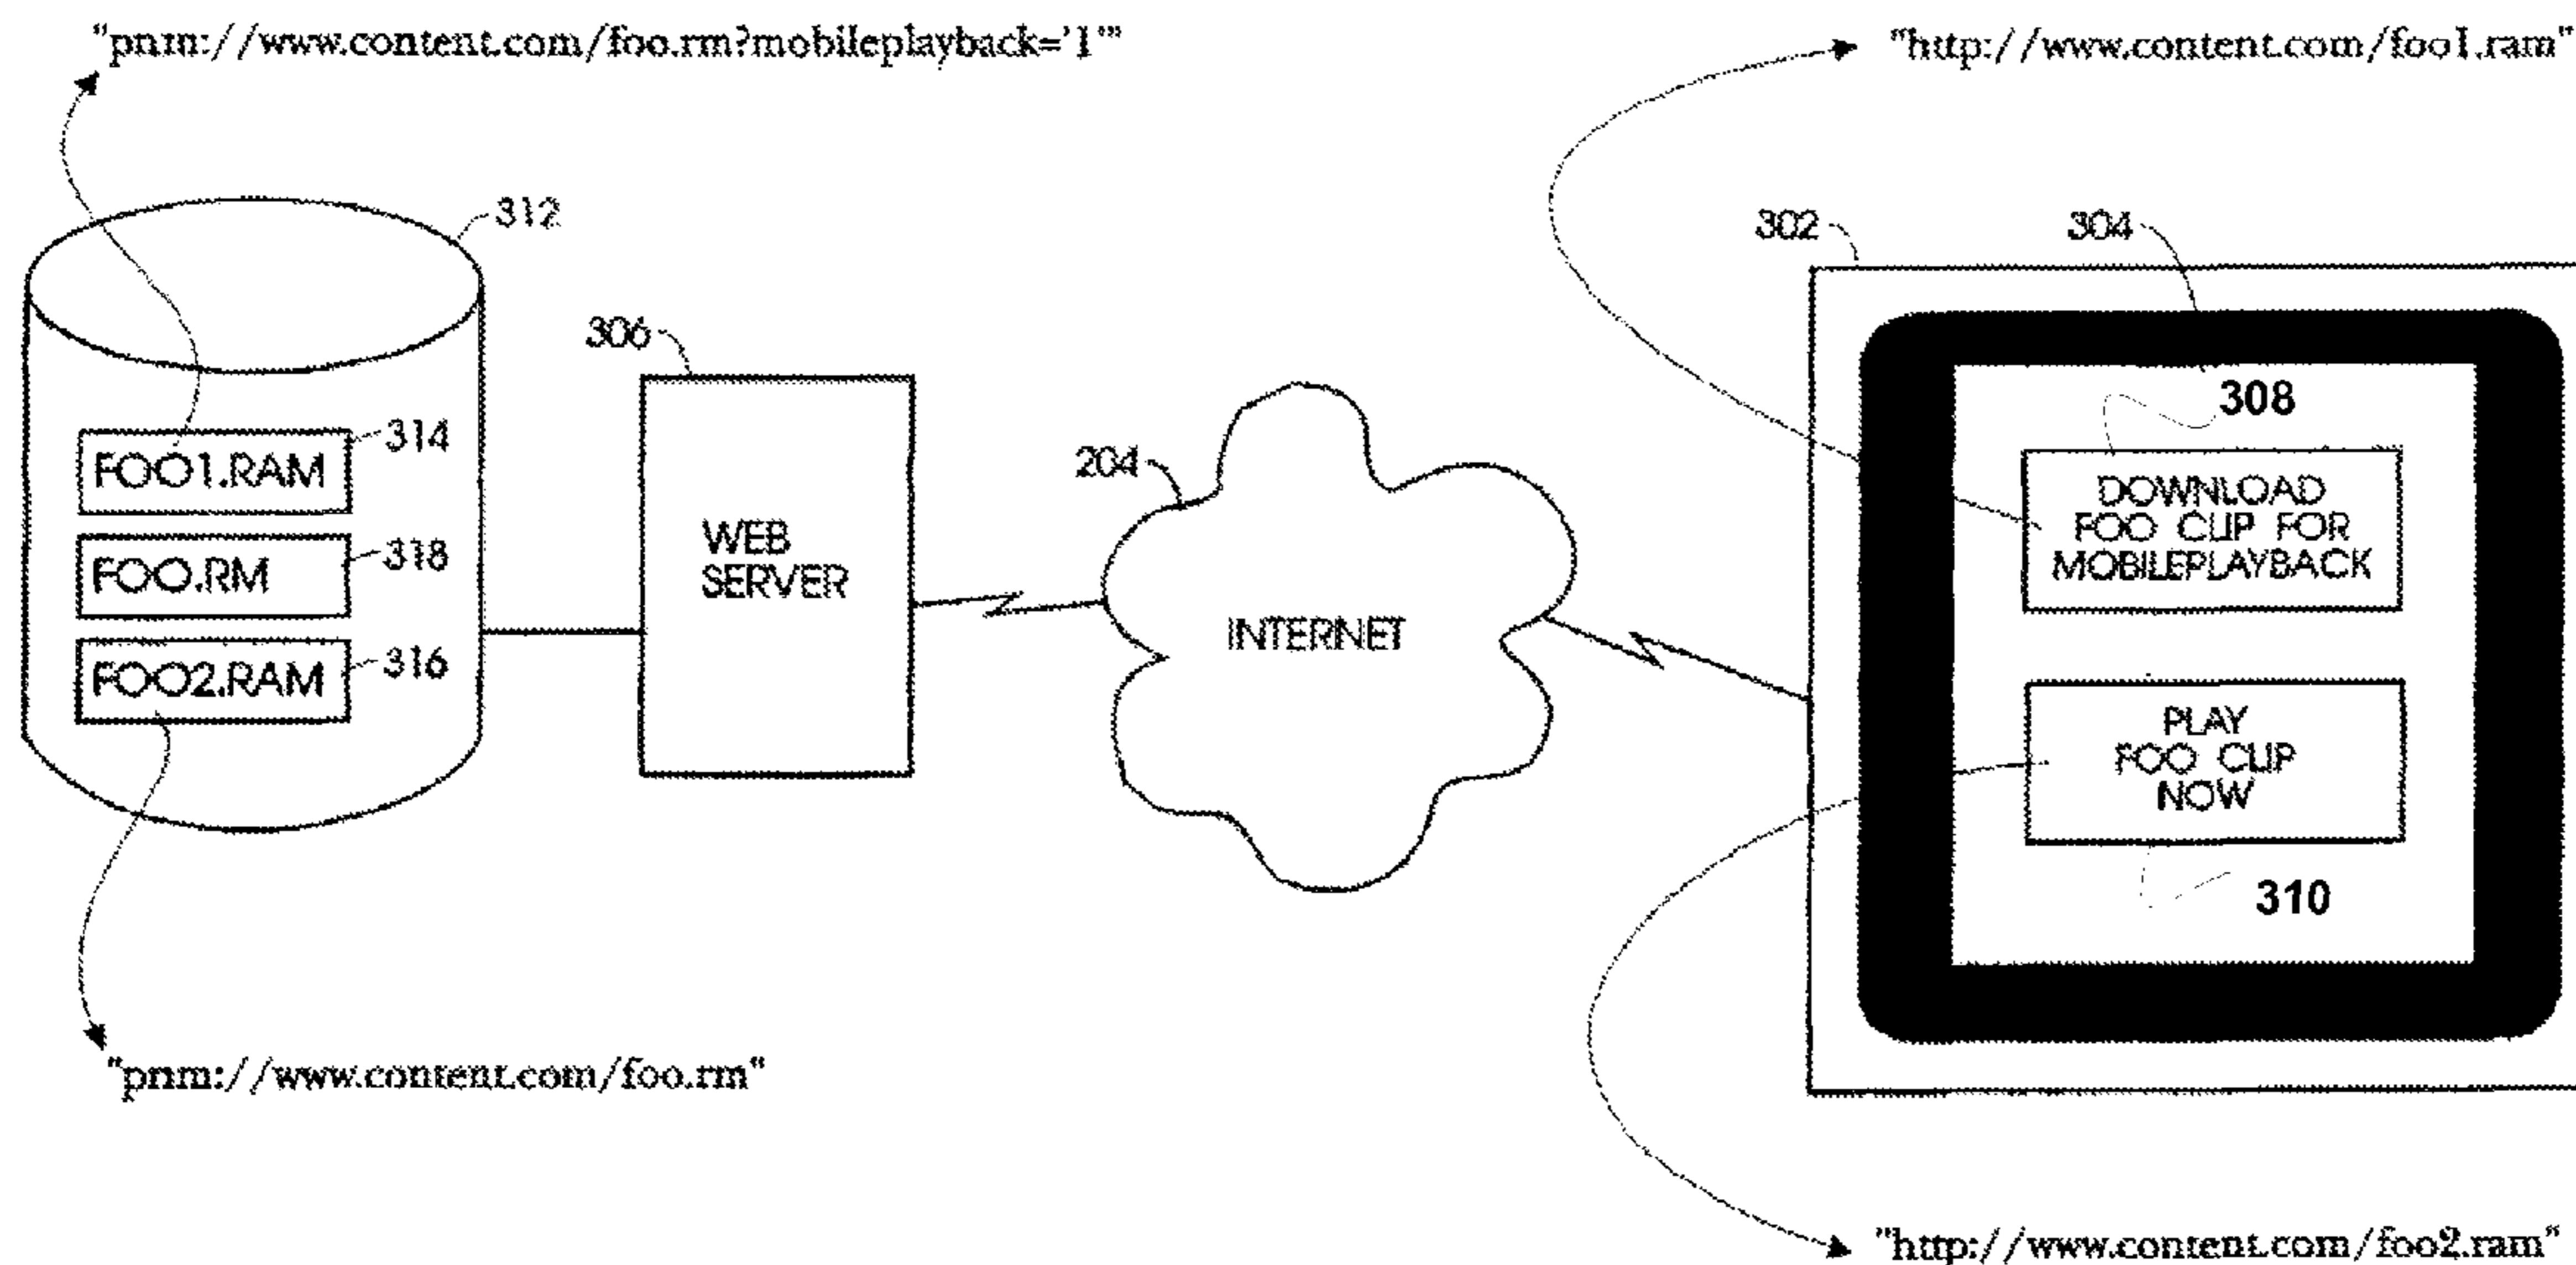 "pnm://www.content.com/foo.rm?mobileplayback='1'"
"http://www.content.com/foo1.ram"
312
302
304
306
308
314
FOO1.RAM
204
318
FOO.RM
316
FOO2.RAM
WEB
SERVER
INTERNET
DOWNLOAD
FOO CLIP FOR
MOBILEPLAYBACK
PLAY
FOO CLIP
NOW
310
"pnm://www.content.com/foo.rm"
"http://www.content.com/foo2.ram"